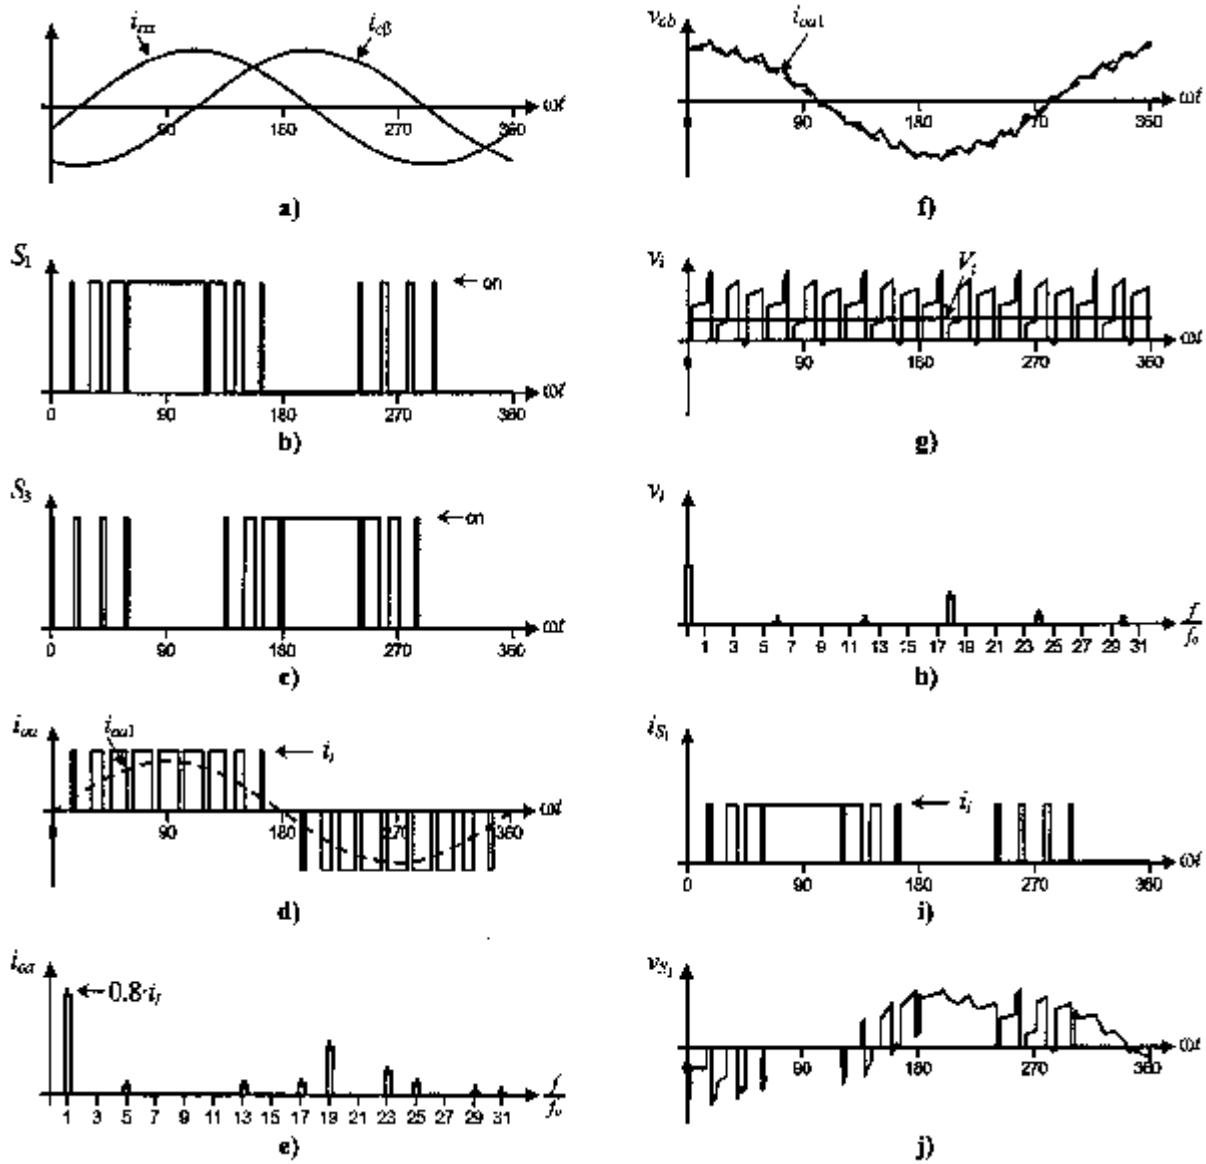 i_cα
i_cβ
ωt
90
180
270
360
a)
S_1
on
ωt
0
90
180
270
360
b)
S_3
on
ωt
0
90
180
270
360
c)
i_oa
i_oa1
i_i
ωt
0
90
180
270
360
d)
i_oa
0.8·i_i
1 3 5 7 9 11 13 15 17 19 21 23 25 27 29 31
f/f_o
e)
v_ab
i_oa1
ωt
90
180
270
360
f)
v_i
V_i
ωt
0
90
180
270
360
g)
v_i
1 3 5 7 9 11 13 15 17 19 21 23 25 27 29 31
f/f_o
h)
i_S1
i_i
ωt
0
90
180
270
360
i)
v_S1
ωt
0
90
180
270
360
j)